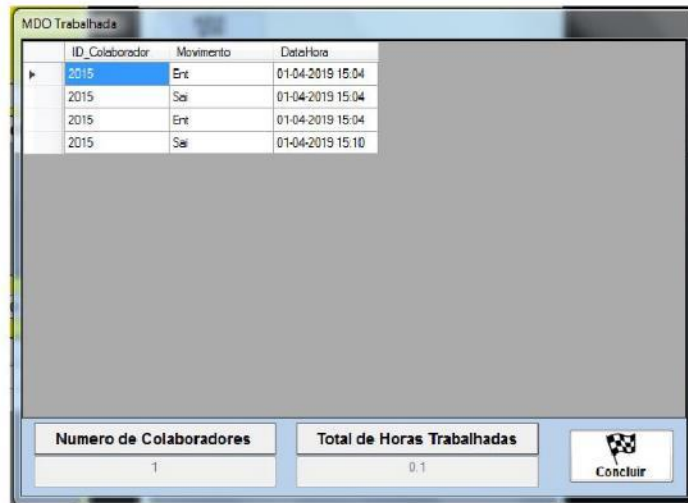 MDO Trabalhada
ID_Colaborador Movimento DataHora
2015 Ent 01-04-2019 15:04
2015 Sai 01-04-2019 15:04
2015 Ent 01-04-2019 15:04
2015 Sai 01-04-2019 15:10
Numero de Colaboradores Total de Horas Trabalhadas
1 0.1
Concluir